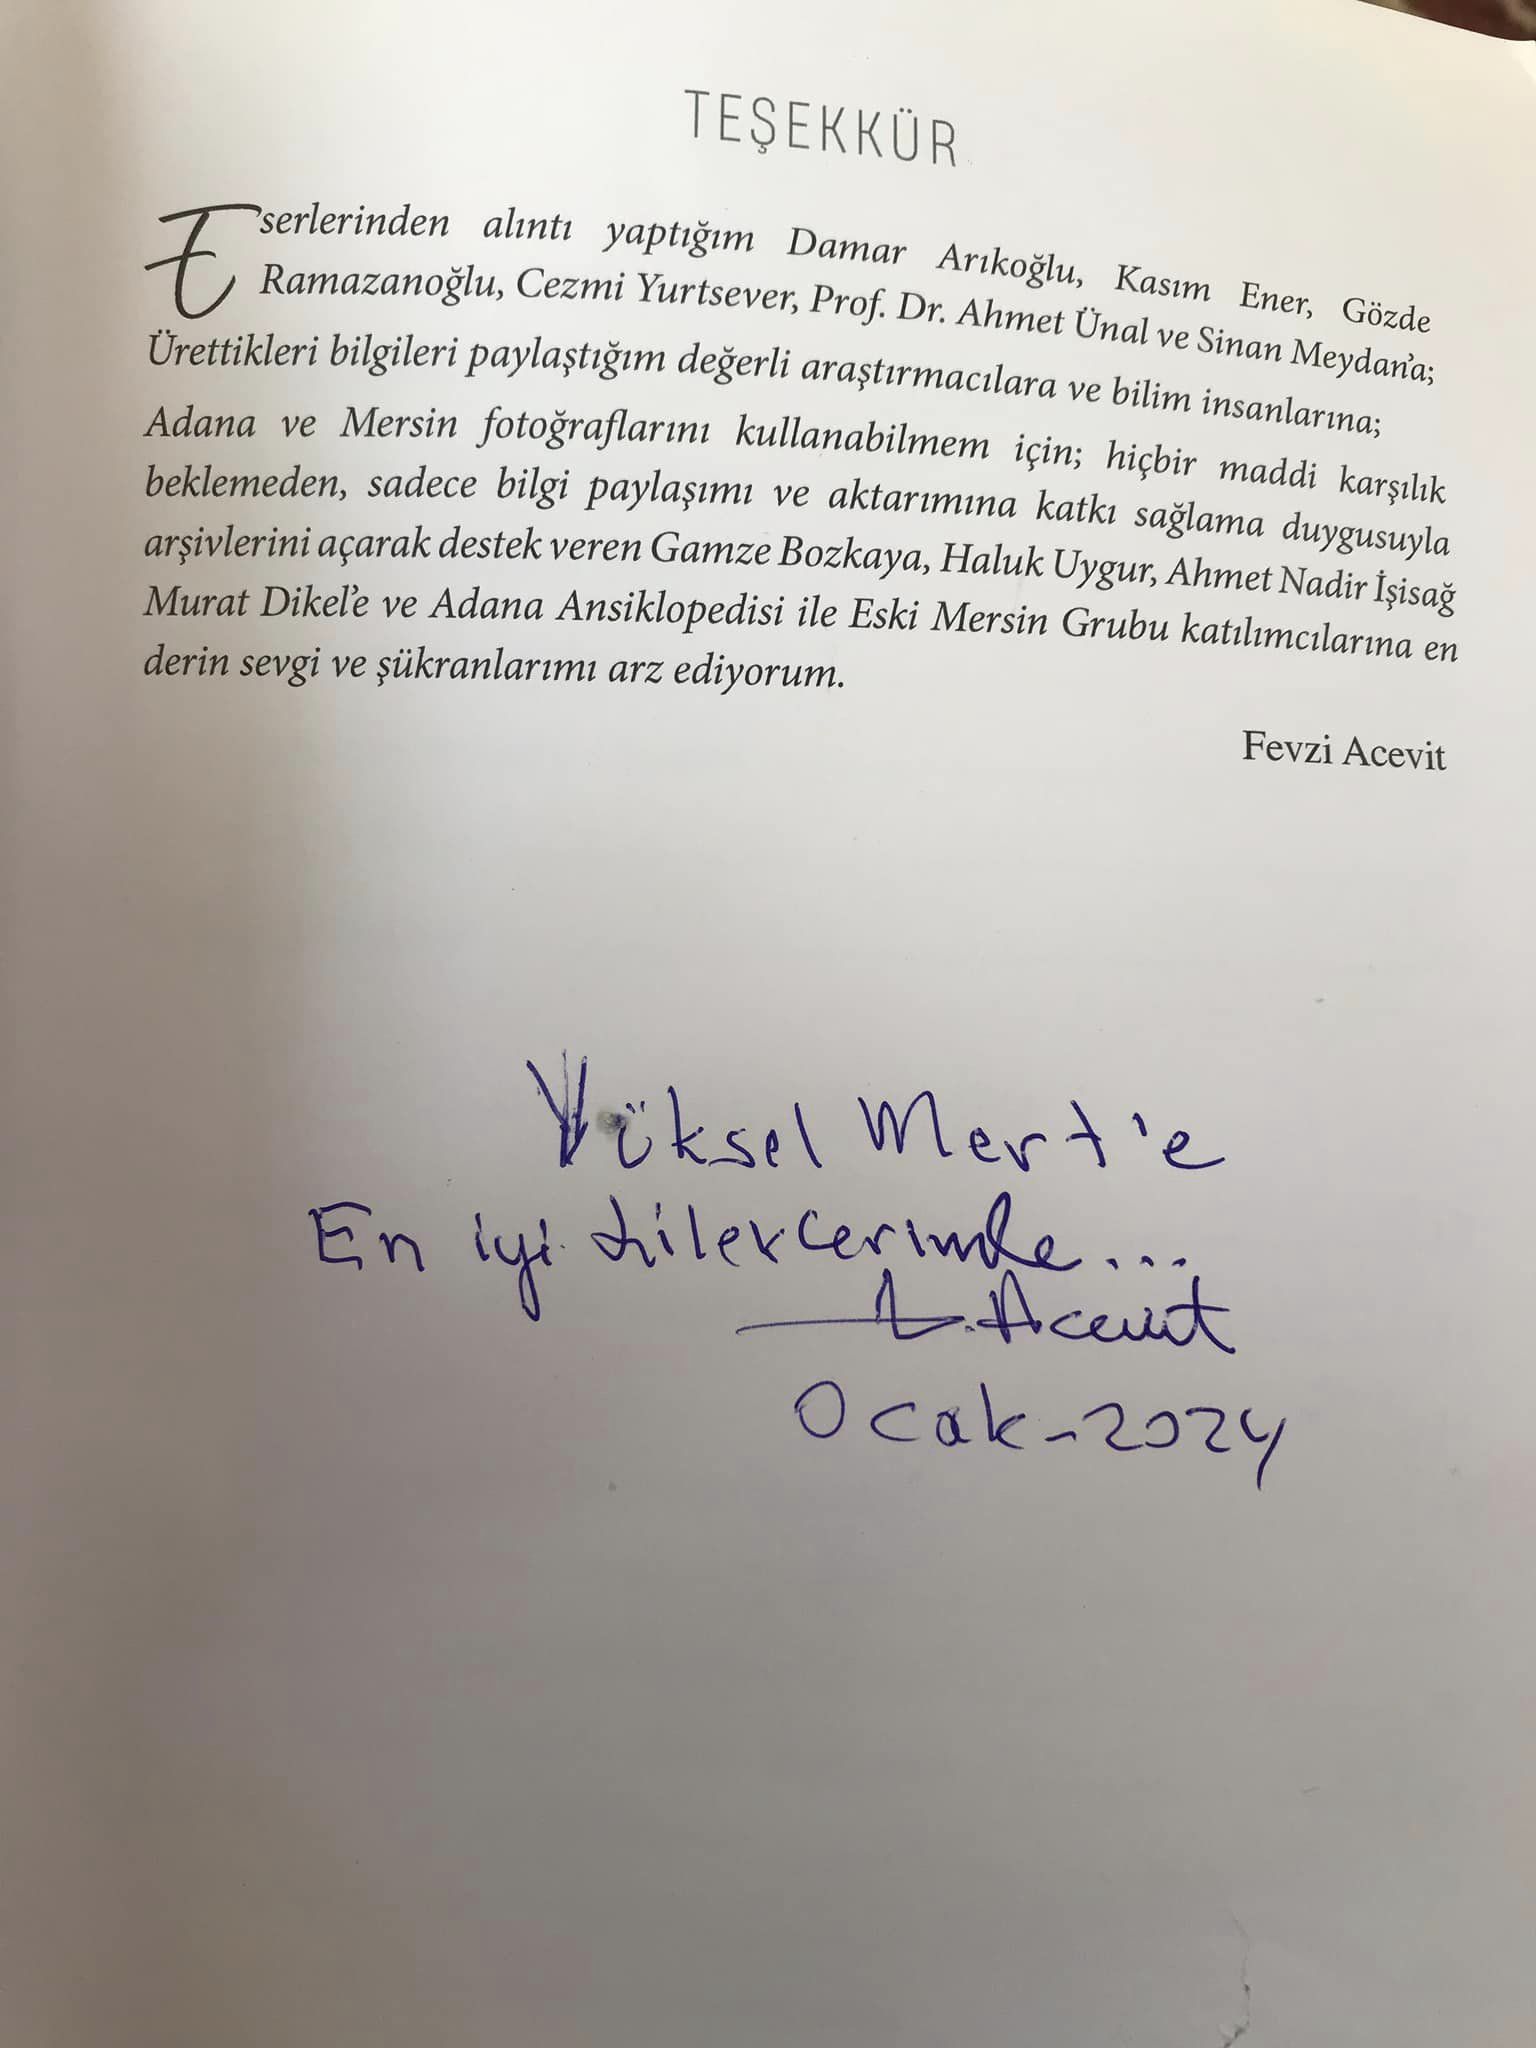 TEŞEKKÜR
Eserlerinden alıntı yaptığım Damar Arıkoğlu, Kasım Ener, Gözde
Ramazanoğlu, Cezmi Yurtsever, Prof. Dr. Ahmet Ünal ve Sinan Meydan'a;
Ürettikleri bilgileri paylaştığım değerli araştırmacılara ve bilim insanlarına;
Adana ve Mersin fotoğraflarını kullanabilmem için; hiçbir maddi karşılık
beklemeden, sadece bilgi paylaşımı ve aktarımına katkı sağlama duygusuyla
arşivlerini açarak destek veren Gamze Bozkaya, Haluk Uygur, Ahmet Nadir İşisağ
Murat Dikel'e ve Adana Ansiklopedisi ile Eski Mersin Grubu katılımcılarına en
derin sevgi ve şükranlarımı arz ediyorum.
Fevzi Acevit
Yüksel Mert'e
En iyi dileklerimle...
Acevit
Ocak-2024